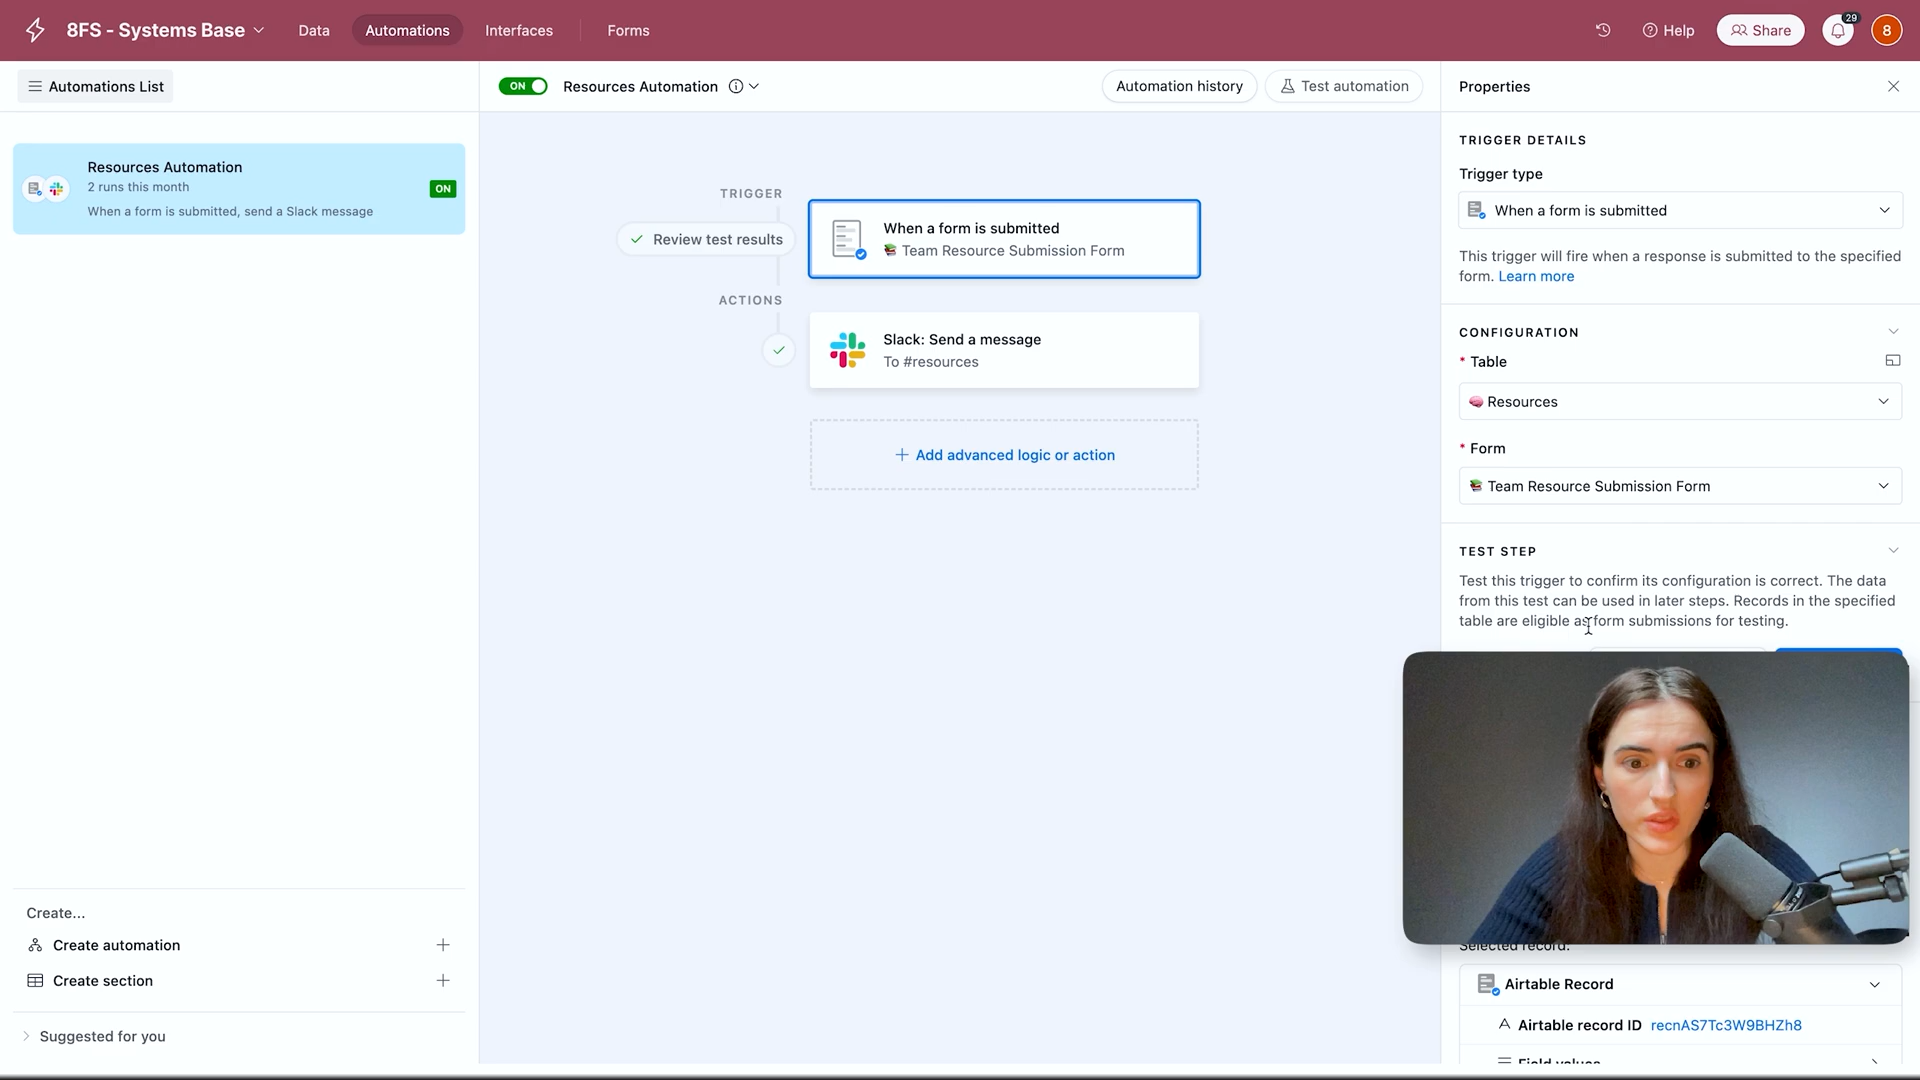 8FS - Systems Base
Data
Automations
Interfaces
Forms
Help
Share
29
8
Automations List
ON
Resources Automation
Automation history
Test automation
Properties
Resources Automation
2 runs this month
When a form is submitted, send a Slack message
ON
TRIGGER
Review test results
When a form is submitted
Team Resource Submission Form
ACTIONS
Slack: Send a message
To #resources
Add advanced logic or action
TRIGGER DETAILS
Trigger type
When a form is submitted
This trigger will fire when a response is submitted to the specified
form. Learn more
CONFIGURATION
* Table
Resources
* Form
Team Resource Submission Form
TEST STEP
Test this trigger to confirm its configuration is correct. The data
from this test can be used in later steps. Records in the specified
table are eligible as form submissions for testing.
Selected record:
Airtable Record
Airtable record ID recnAS7Tc3W9BHZh8
Field values
Create...
Create automation
Create section
Suggested for you